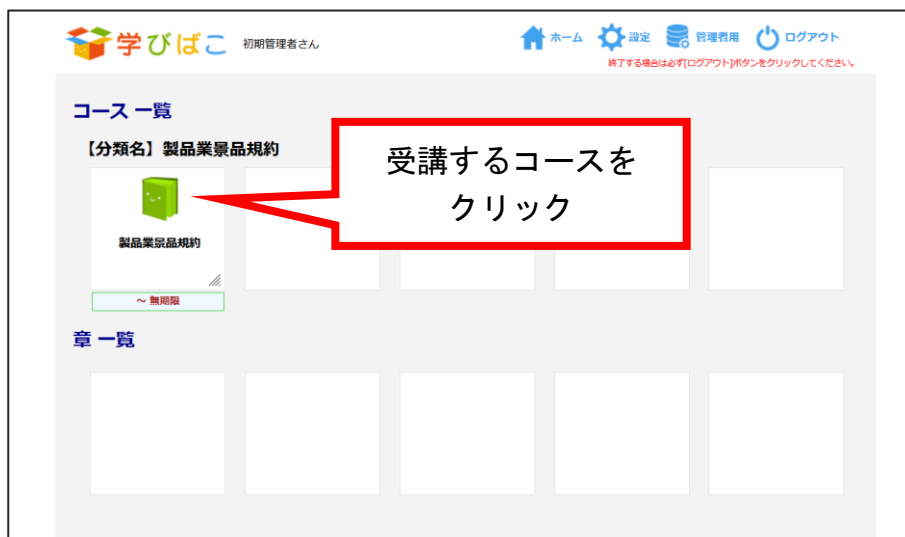 学びばこ 初期管理者さん ホーム 設定 管理者用 ログアウト
終了する場合は必ず[ログアウト]ボタンをクリックしてください。
コース 一覧
【分類名】製品業景品規約
受講するコースを
クリック
製品業景品規約
～ 無期限
章 一覧